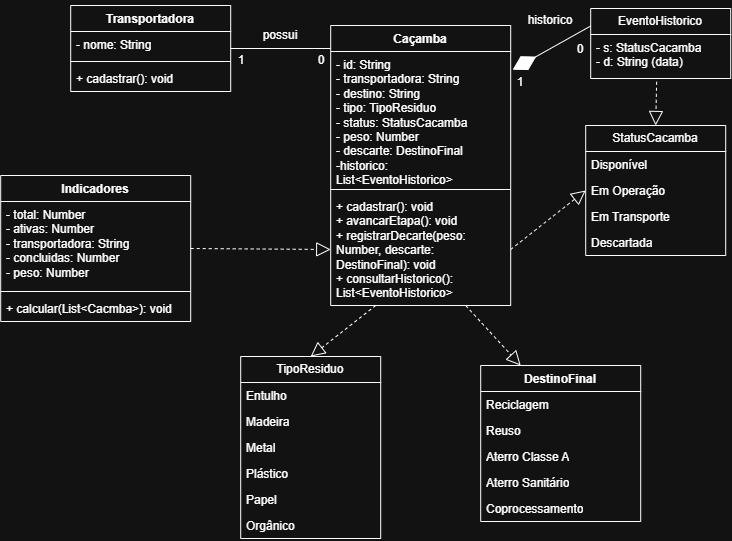 Transportadora
- nome: String
+ cadastrar(): void
possui
1
0
Caçamba
- id: String
- transportadora: String
- destino: String
- tipo: TipoResiduo
- status: StatusCacamba
- peso: Number
- descarte: DestinoFinal
-historico:
List<EventoHistorico>
+ cadastrar(): void
+ avancarEtapa(): void
+ registrarDecarte(peso:
Number, descarte:
DestinoFinal): void
+ consultarHistorico():
List<EventoHistorico>
historico
1
0
EventoHistorico
- s: StatusCacamba
- d: String (data)
StatusCacamba
Disponível
Em Operação
Em Transporte
Descartada
Indicadores
- total: Number
- ativas: Number
- transportadora: String
- concluidas: Number
- peso: Number
+ calcular(List<Cacmba>): void
TipoResiduo
Entulho
Madeira
Metal
Plástico
Papel
Orgânico
DestinoFinal
Reciclagem
Reuso
Aterro Classe A
Aterro Sanitário
Coprocessamento